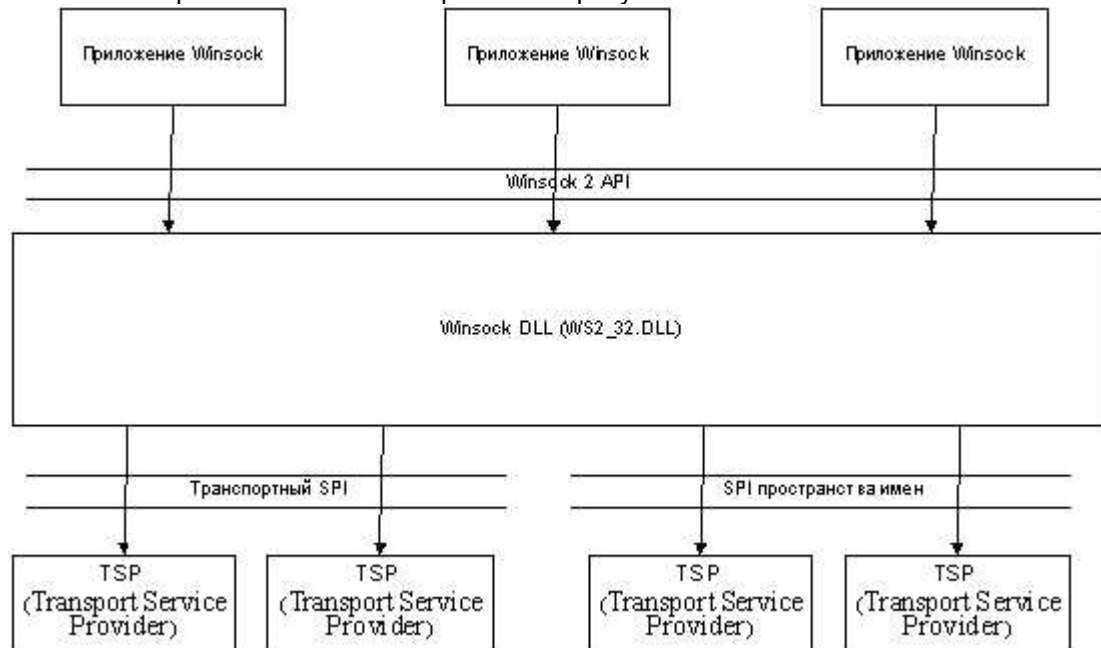 Приложение Winsock
Приложение Winsock
Приложение Winsock
Winsock 2 API
Winsock DLL (WS2_32.DLL)
Транспортный SPI
SPI пространства имен
TSP
(Transport Service
Provider)
TSP
(Transport Service
Provider)
TSP
(Transport Service
Provider)
TSP
(Transport Service
Provider)